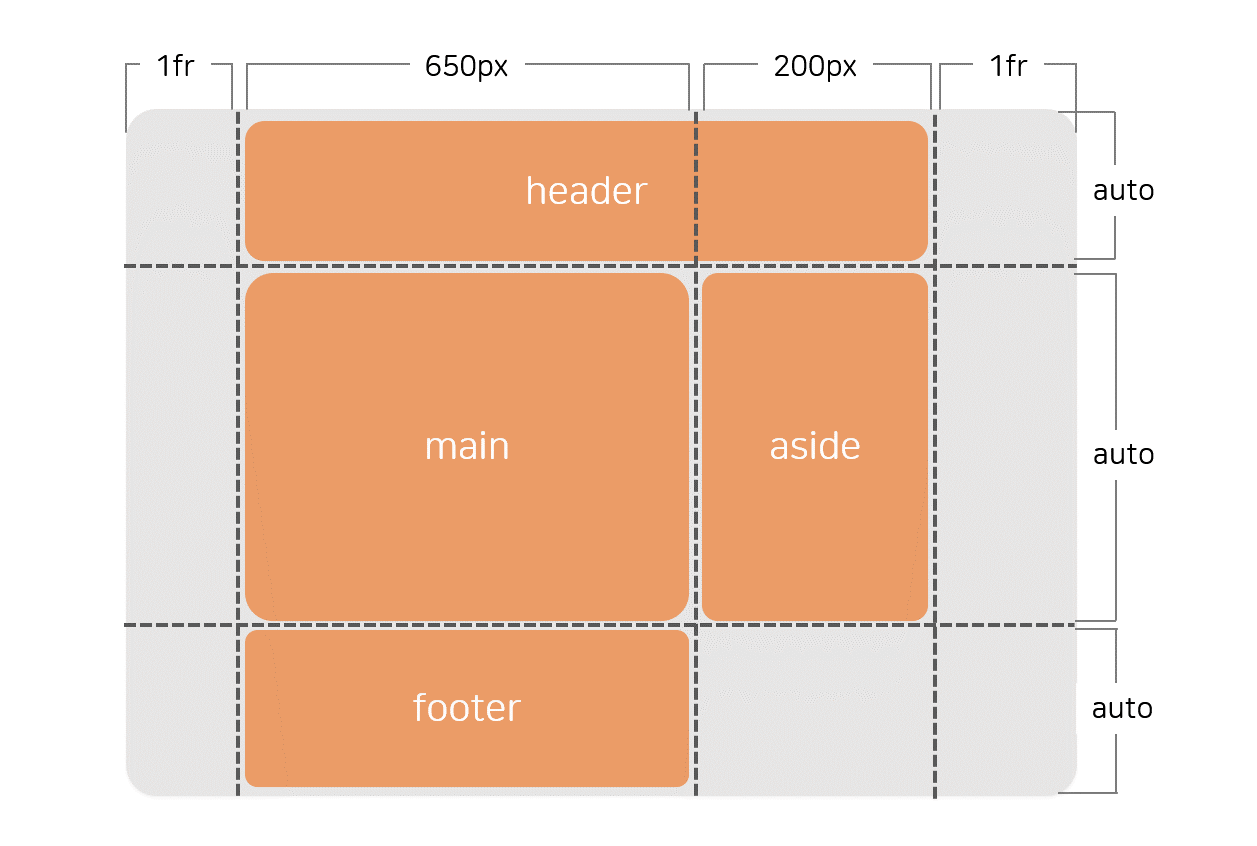 1fr
650px
200px
1fr
header
auto
main
aside
auto
footer
auto